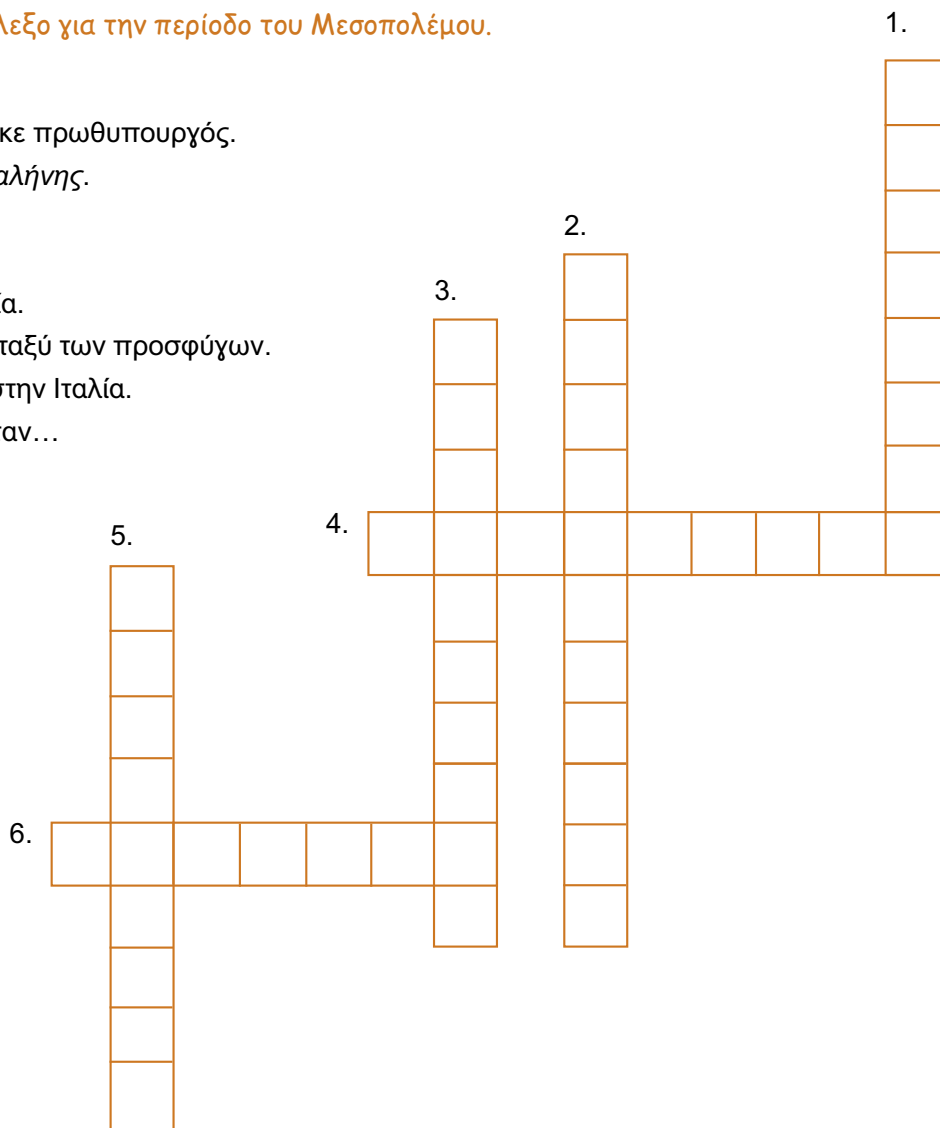 λεξο για την περίοδο του Μεσοπολέμου.
1.
κε πρωθυπουργός.
αλήνης.
2.
3.
ία.
ταξύ των προσφύγων.
στην Ιταλία.
ταν…
4.
5.
6.